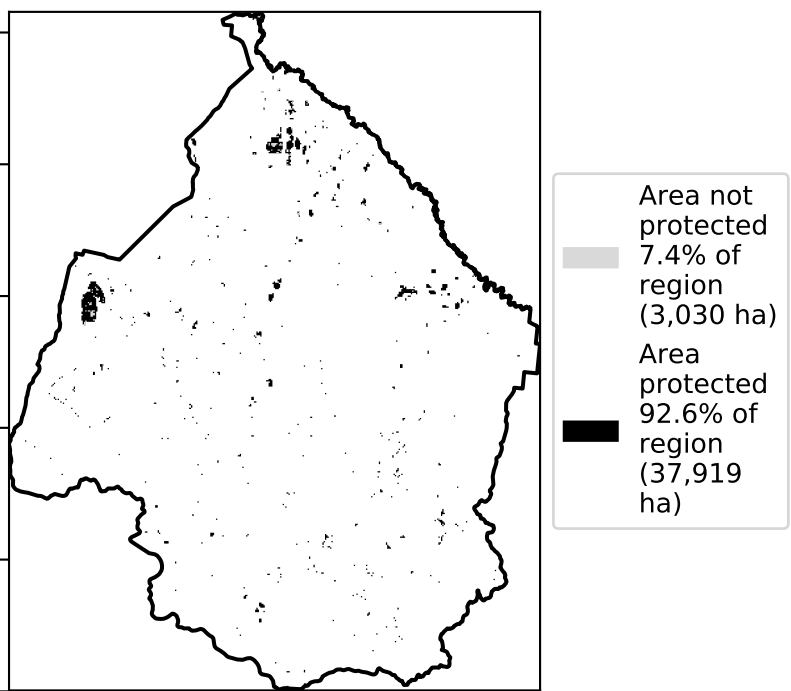 Area not
protected
7.4% of
region
(3,030 ha)
Area
protected
92.6% of
region
(37,919
ha)